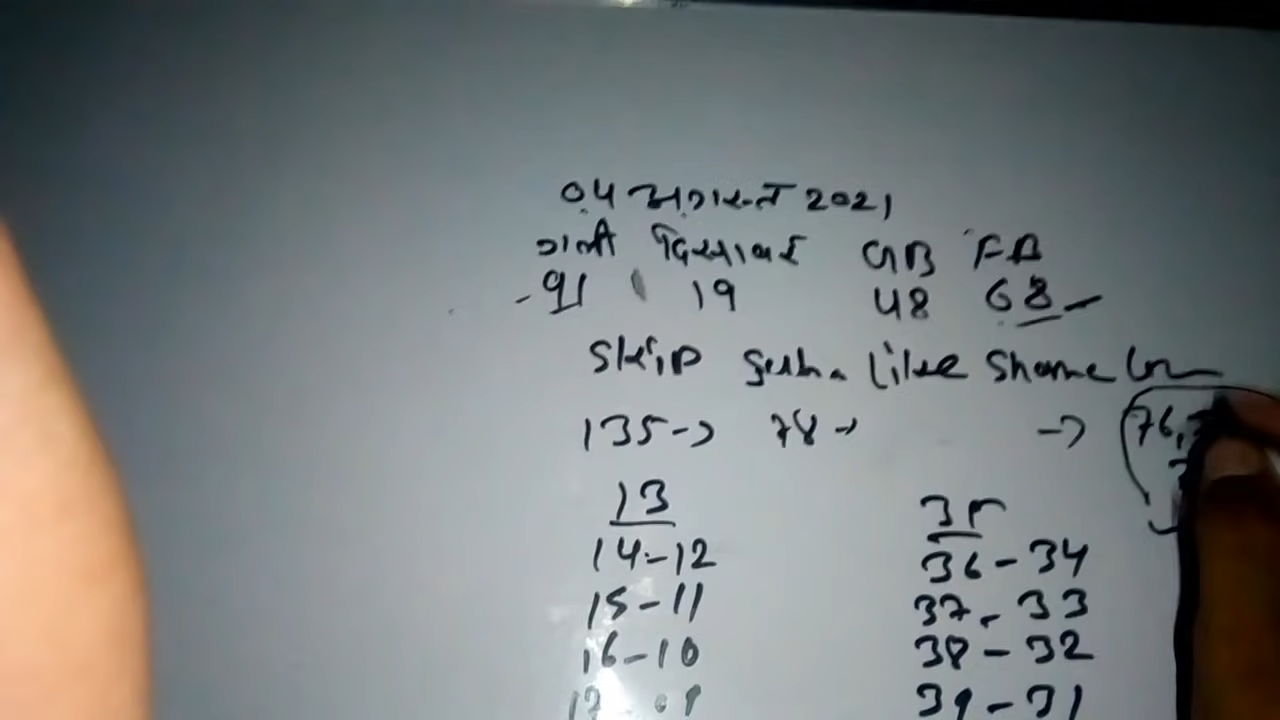 04 अगस्त 2021
गली दिसावर GB FB
-91 19 48 68-
Skip Like Share
135-> 78-> -> 76,
13 35
14-12 36-34
15-11 37-33
16-10 38-32
39-31